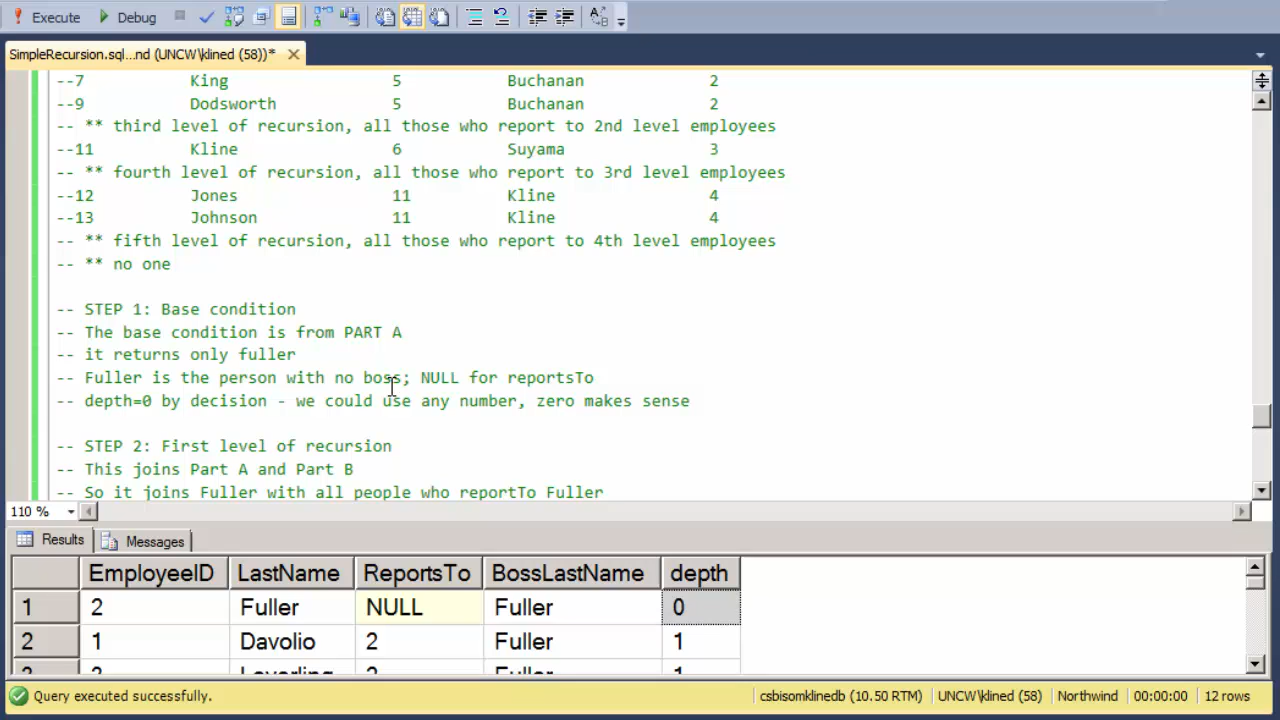 Execute Debug
SimpleRecursion.sql...nd (UNCW\klined (58))*
--7 King 5 Buchanan 2
--9 Dodsworth 5 Buchanan 2
-- ** third level of recursion, all those who report to 2nd level employees
--11 Kline 6 Suyama 3
-- ** fourth level of recursion, all those who report to 3rd level employees
--12 Jones 11 Kline 4
--13 Johnson 11 Kline 4
-- ** fifth level of recursion, all those who report to 4th level employees
-- ** no one
-- STEP 1: Base condition
-- The base condition is from PART A
-- it returns only fuller
-- Fuller is the person with no boss; NULL for reportsTo
-- depth=0 by decision - we could use any number, zero makes sense
-- STEP 2: First level of recursion
-- This joins Part A and Part B
-- So it joins Fuller with all people who reportTo Fuller
110 %
Results Messages
EmployeeID LastName ReportsTo BossLastName depth
1 2 Fuller NULL Fuller 0
2 1 Davolio 2 Fuller 1
Query executed successfully. csbisomklinedb (10.50 RTM) UNCW\klined (58) Northwind 00:00:00 12 rows